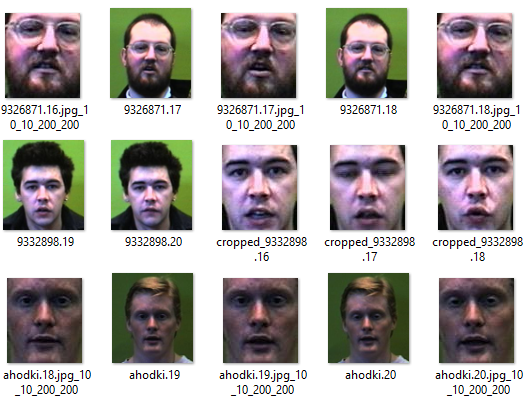 9326871.16.jpg_1
0_10_200_200
9326871.17
9326871.17.jpg_1
0_10_200_200
9326871.18
9326871.18.jpg_1
0_10_200_200
9332898.19
9332898.20
cropped_9332898
.16
cropped_9332898
.17
cropped_9332898
.18
ahodki.18.jpg_10
_10_200_200
ahodki.19
ahodki.19.jpg_10
_10_200_200
ahodki.20
ahodki.20.jpg_10
_10_200_200